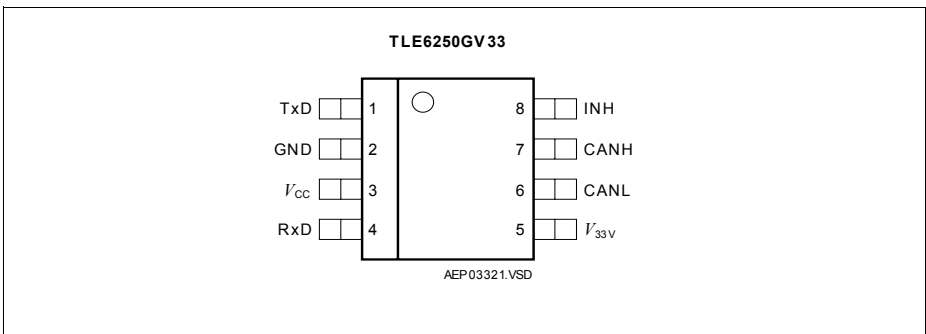 TLE6250GV33
TxD 1 8 INH
GND 2 7 CANH
VCC 3 6 CANL
RxD 4 5 V33V
AEP03321.VSD